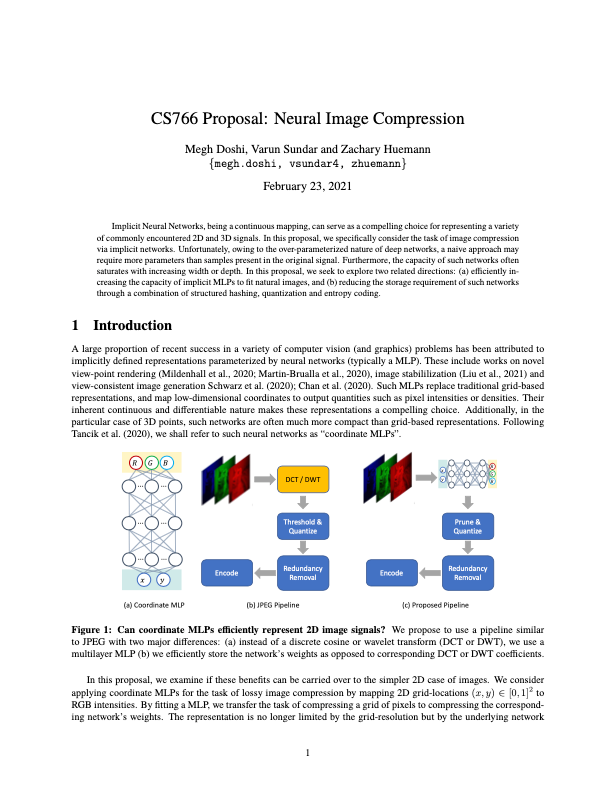 CS766 Proposal: Neural Image Compression
Megh Doshi, Varun Sundar and Zachary Huemann
{megh.doshi, vsundar4, zhuemann}
February 23, 2021
Implicit Neural Networks, being a continuous mapping, can serve as a compelling choice for representing a variety
of commonly encountered 2D and 3D signals. In this proposal, we specifically consider the task of image compression
via implicit networks. Unfortunately, owing to the over-parameterized nature of deep networks, a naive approach may
require more parameters than samples present in the original signal. Furthermore, the capacity of such networks often
saturates with increasing width or depth. In this proposal, we seek to explore two related directions: (a) efficiently in-
creasing the capacity of implicit MLPs to fit natural images, and (b) reducing the storage requirement of such networks
through a combination of structured hashing, quantization and entropy coding.
1 Introduction
A large proportion of recent success in a variety of computer vision (and graphics) problems has been attributed to
implicitly defined representations parameterized by neural networks (typically a MLP). These include works on novel
view-point rendering (Mildenhall et al., 2020; Martin-Brualla et al., 2020), image stabililization (Liu et al., 2021) and
view-consistent image generation Schwarz et al. (2020); Chan et al. (2020). Such MLPs replace traditional grid-based
representations, and map low-dimensional coordinates to output quantities such as pixel intensities or densities. Their
inherent continuous and differentiable nature makes these representations a compelling choice. Additionally, in the
particular case of 3D points, such networks are often much more compact than grid-based representations. Following
Tancik et al. (2020), we shall refer to such neural networks as “coordinate MLPs”.
R G B
x y
(a) Coordinate MLP
DCT / DWT
Threshold &
Quantize
Redundancy
Removal
Encode
(b) JPEG Pipeline
Prune &
Quantize
Redundancy
Removal
Encode
(c) Proposed Pipeline
Figure 1: Can coordinate MLPs efficiently represent 2D image signals? We propose to use a pipeline similar
to JPEG with two major differences: (a) instead of a discrete cosine or wavelet transform (DCT or DWT), we use a
multilayer MLP (b) we efficiently store the network’s weights as opposed to corresponding DCT or DWT coefficients.
In this proposal, we examine if these benefits can be carried over to the simpler 2D case of images. We consider
applying coordinate MLPs for the task of lossy image compression by mapping 2D grid-locations (x, y) ∈ [0, 1]² to
RGB intensities. By fitting a MLP, we transfer the task of compressing a grid of pixels to compressing the correspond-
ing network’s weights. The representation is no longer limited by the grid-resolution but by the underlying network
1